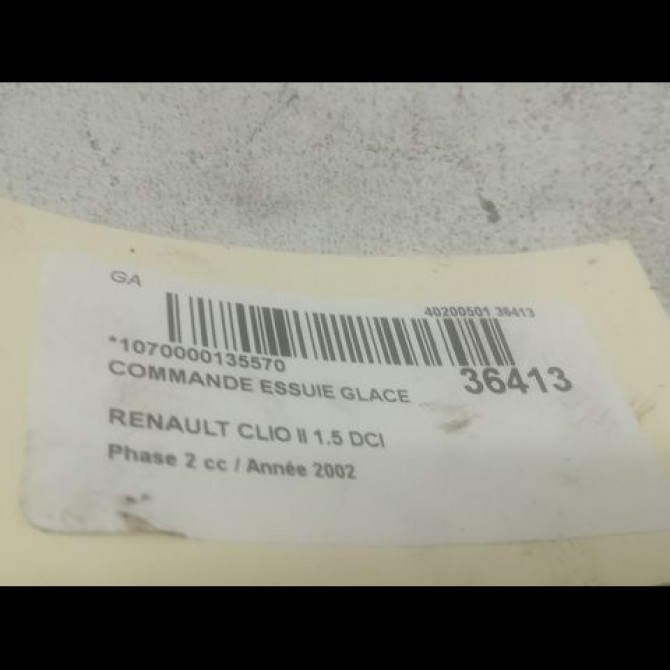 GA
40200501 36413
*1070000135570
COMMANDE ESSUIE GLACE
36413
RENAULT CLIO II 1.5 DCI
Phase 2 cc / Année 2002